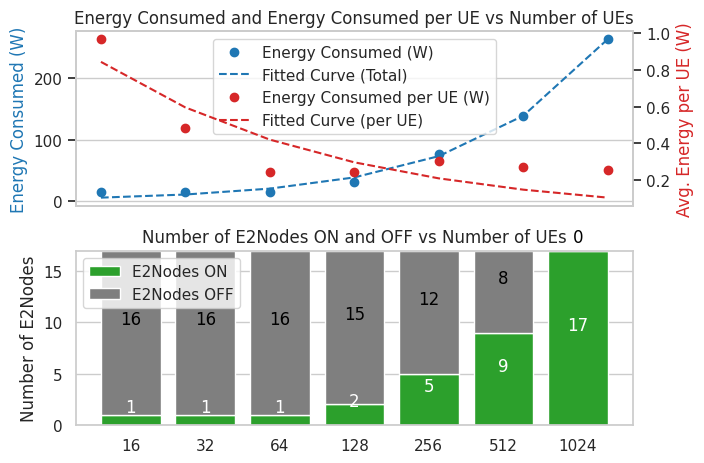 Energy Consumed and Energy Consumed per UE vs Number of UEs
Energy Consumed (W)
200
100
0
Energy Consumed (W)
Fitted Curve (Total)
Energy Consumed per UE (W)
Fitted Curve (per UE)
1.0
0.8
0.6
0.4
0.2
Avg. Energy per UE (W)
Number of E2Nodes ON and OFF vs Number of UEs
0
Number of E2Nodes
15
10
5
0
E2Nodes ON
E2Nodes OFF
16 16 16 15 12 8
1 1 1 2 5 9 17
16 32 64 128 256 512 1024